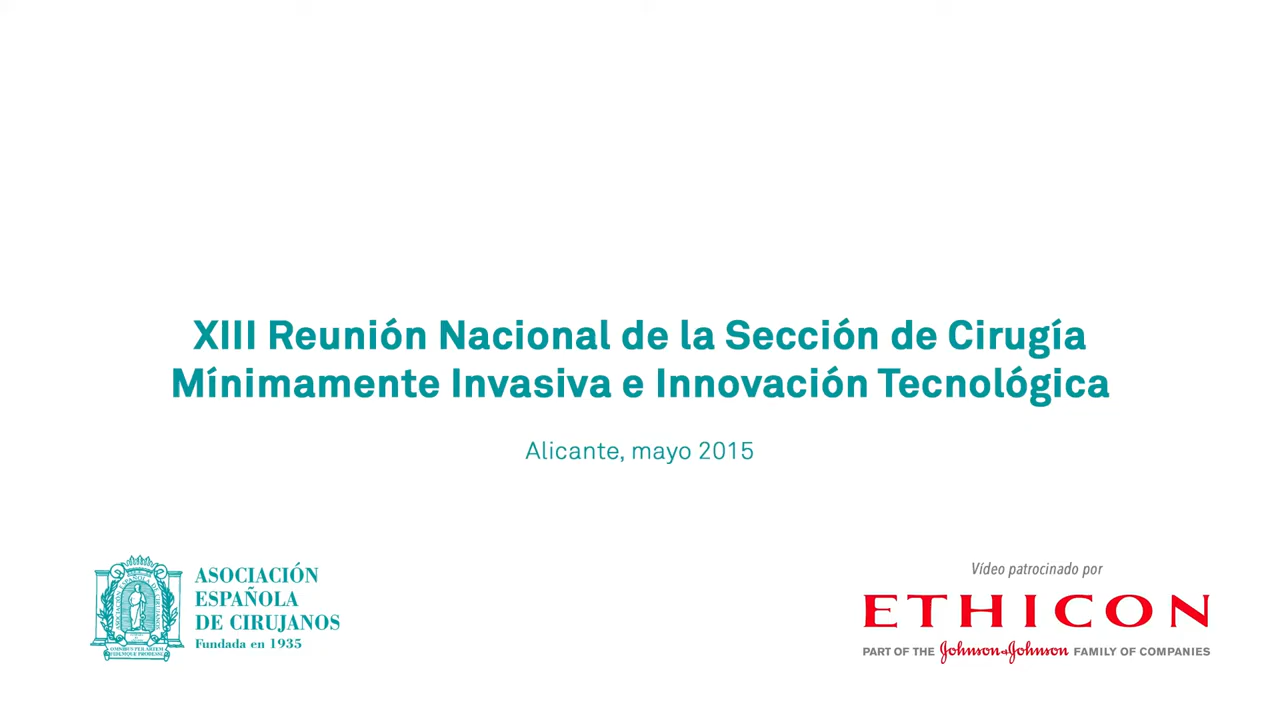 XIII Reunión Nacional de la Sección de Cirugía
Mínimamente Invasiva e Innovación Tecnológica
Alicante, mayo 2015
ASOCIACIÓN
ESPAÑOLA
DE CIRUJANOS
Fundada en 1935
Vídeo patrocinado por
ETHICON
PART OF THE Johnson & Johnson FAMILY OF COMPANIES